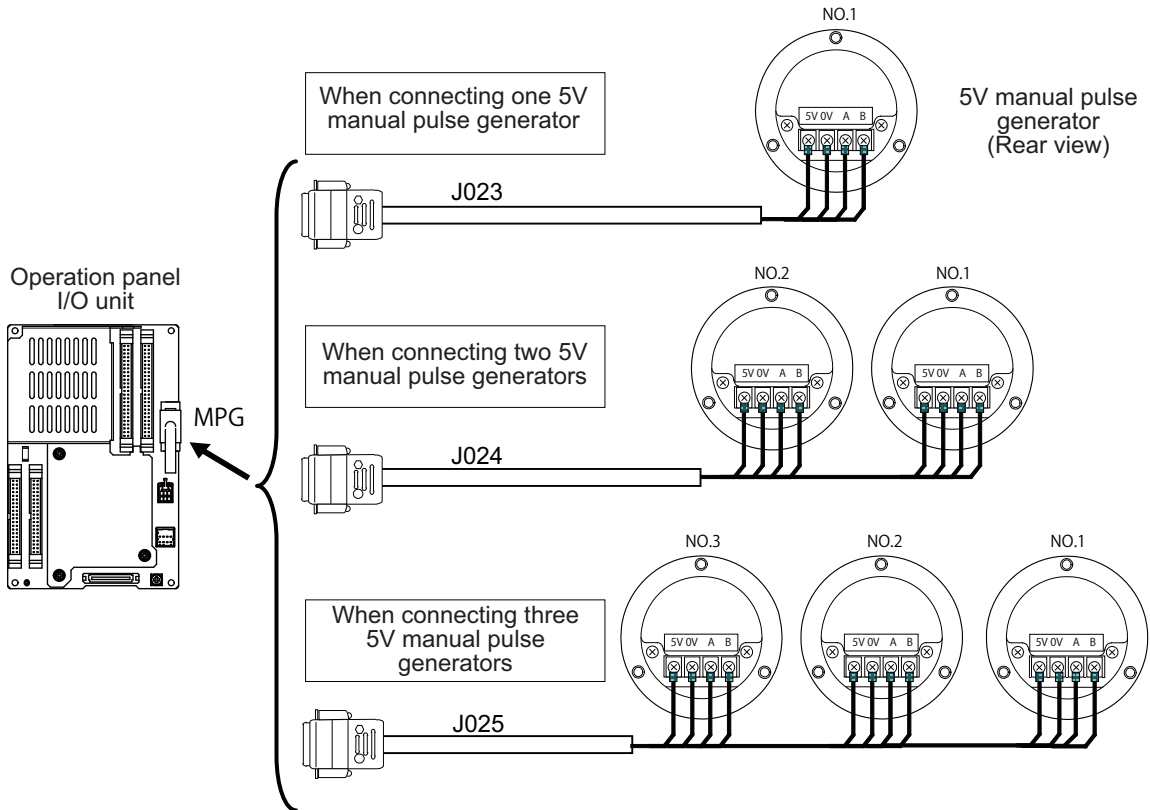 NO.1
When connecting one 5V
manual pulse generator
5V manual pulse
generator
(Rear view)
5V 0V A B
J023
Operation panel
I/O unit
MPG
NO.2
NO.1
When connecting two 5V
manual pulse generators
5V 0V A B
5V 0V A B
J024
NO.3
NO.2
NO.1
When connecting three
5V manual pulse
generators
5V 0V A B
5V 0V A B
5V 0V A B
J025